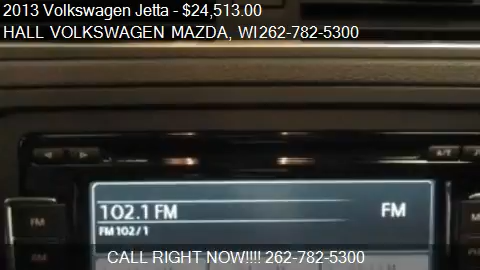 2013 Volkswagen Jetta - $24,513.00
HALL VOLKSWAGEN MAZDA, WI262-782-5300
A/T
FM
102.1 FM
FM
FM 102/1
CALL RIGHT NOW!!!! 262-782-5300